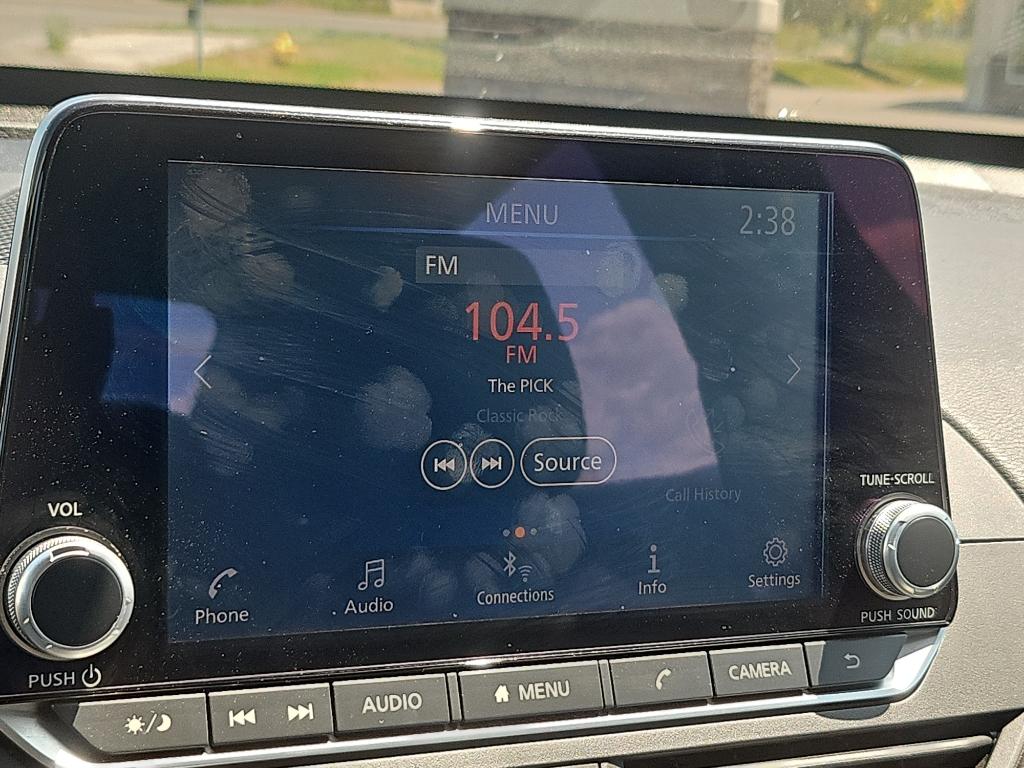 MENU
2:38
FM
104.5
FM
The PICK
Classic Rock
Source
Call History
VOL
TUNE·SCROLL
Phone
Audio
Connections
Info
Settings
PUSH
PUSH SOUND
AUDIO
MENU
CAMERA